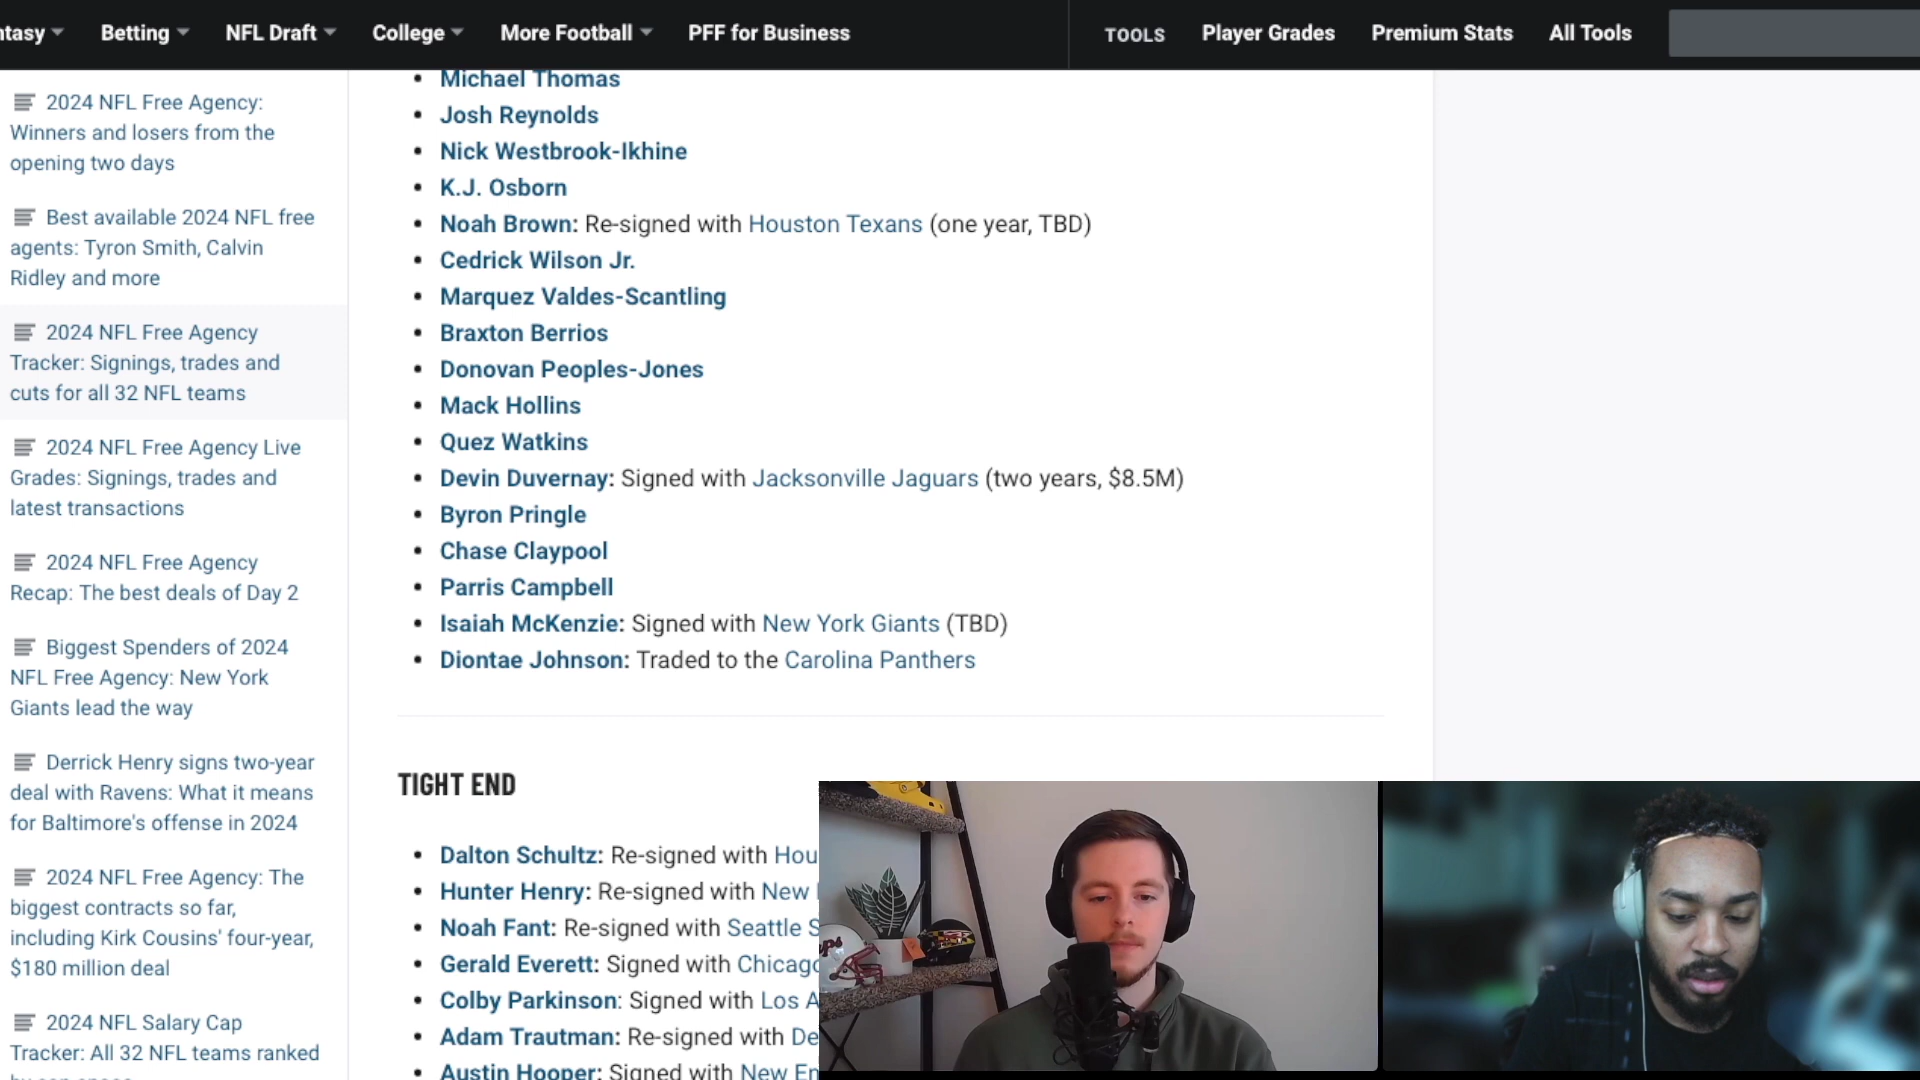 Betting
NFL Draft
College
More Football
PFF for Business
TOOLS
Player Grades
Premium Stats
All Tools
2024 NFL Free Agency:
Winners and losers from the
opening two days
Best available 2024 NFL free
agents: Tyron Smith, Calvin
Ridley and more
2024 NFL Free Agency
Tracker: Signings, trades and
cuts for all 32 NFL teams
2024 NFL Free Agency Live
Grades: Signings, trades and
latest transactions
2024 NFL Free Agency
Recap: The best deals of Day 2
Biggest Spenders of 2024
NFL Free Agency: New York
Giants lead the way
Derrick Henry signs two-year
deal with Ravens: What it means
for Baltimore's offense in 2024
2024 NFL Free Agency: The
biggest contracts so far,
including Kirk Cousins' four-year,
$180 million deal
2024 NFL Salary Cap
Tracker: All 32 NFL teams ranked
Michael Thomas
Josh Reynolds
Nick Westbrook-Ikhine
K.J. Osborn
Noah Brown: Re-signed with Houston Texans (one year, TBD)
Cedrick Wilson Jr.
Marquez Valdes-Scantling
Braxton Berrios
Donovan Peoples-Jones
Mack Hollins
Quez Watkins
Devin Duvernay: Signed with Jacksonville Jaguars (two years, $8.5M)
Byron Pringle
Chase Claypool
Parris Campbell
Isaiah McKenzie: Signed with New York Giants (TBD)
Diontae Johnson: Traded to the Carolina Panthers
TIGHT END
Dalton Schultz: Re-signed with Hou
Hunter Henry: Re-signed with New
Noah Fant: Re-signed with Seattle S
Gerald Everett: Signed with Chicago
Colby Parkinson: Signed with Los A
Adam Trautman: Re-signed with De
Austin Hooper: Signed with New En